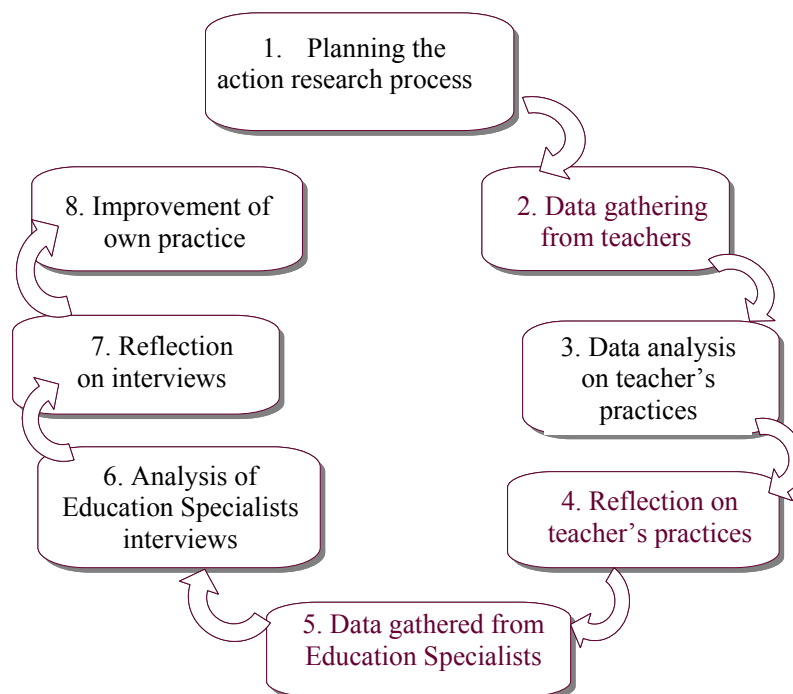 1. Planning the
action research process
2. Data gathering
from teachers
3. Data analysis
on teacher’s
practices
4. Reflection on
teacher’s practices
5. Data gathered from
Education Specialists
6. Analysis of
Education Specialists
interviews
7. Reflection
on interviews
8. Improvement of
own practice